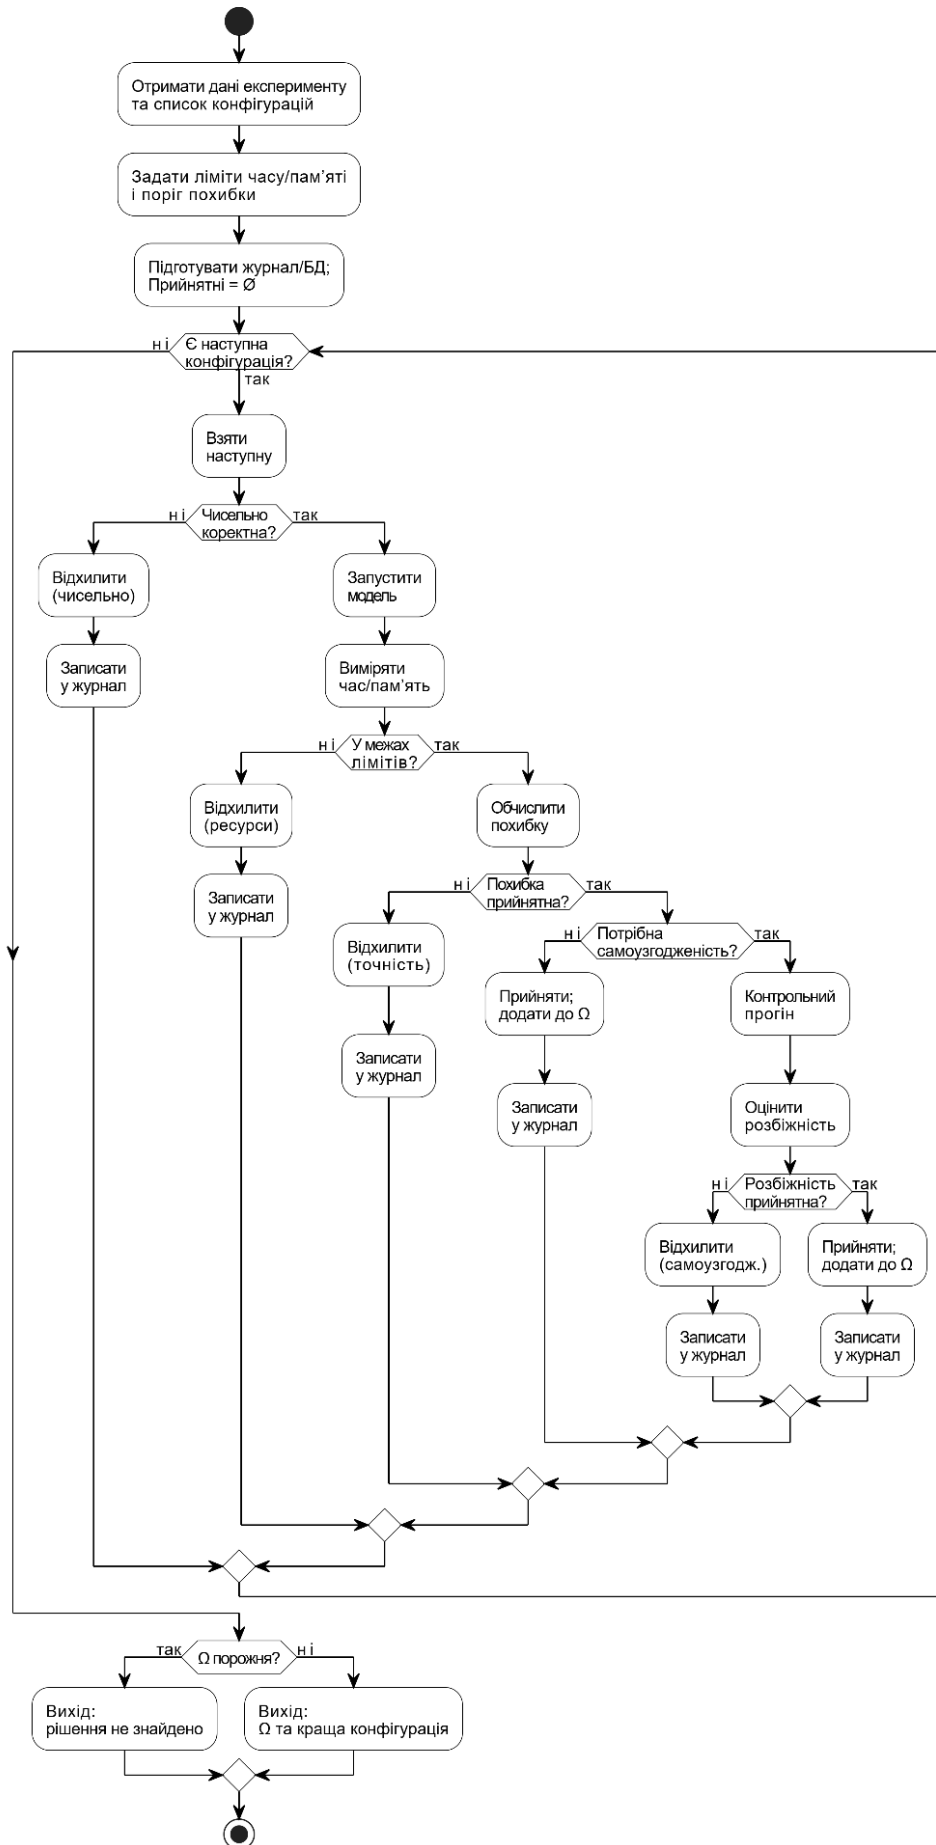 Отримати дані експерименту
та список конфігурацій
Задати ліміти часу/пам'яті
і поріг похибки
Підготувати журнал/БД;
Прийнятні = Ø
ні
Є наступна
конфігурація?
так
Взяти
наступну
ні
Чисельно
коректна?
так
Відхилити
(чисельно)
Запустити
модель
Записати
у журнал
Виміряти
час/пам'ять
ні
У межах
лімітів?
так
Відхилити
(ресурси)
Обчислити
похибку
Записати
у журнал
ні
Похибка
прийнятна?
так
Відхилити
(точність)
ні
Потрібна
самоузгодженість?
так
Прийняти;
додати до Ω
Контрольний
прогін
Записати
у журнал
Записати
у журнал
Оцінити
розбіжність
ні
Розбіжність
прийнятна?
так
Відхилити
(самоузгодж.)
Прийняти;
додати до Ω
Записати
у журнал
Записати
у журнал
так
Ω порожня?
ні
Вихід:
рішення не знайдено
Вихід:
Ω та краща конфігурація